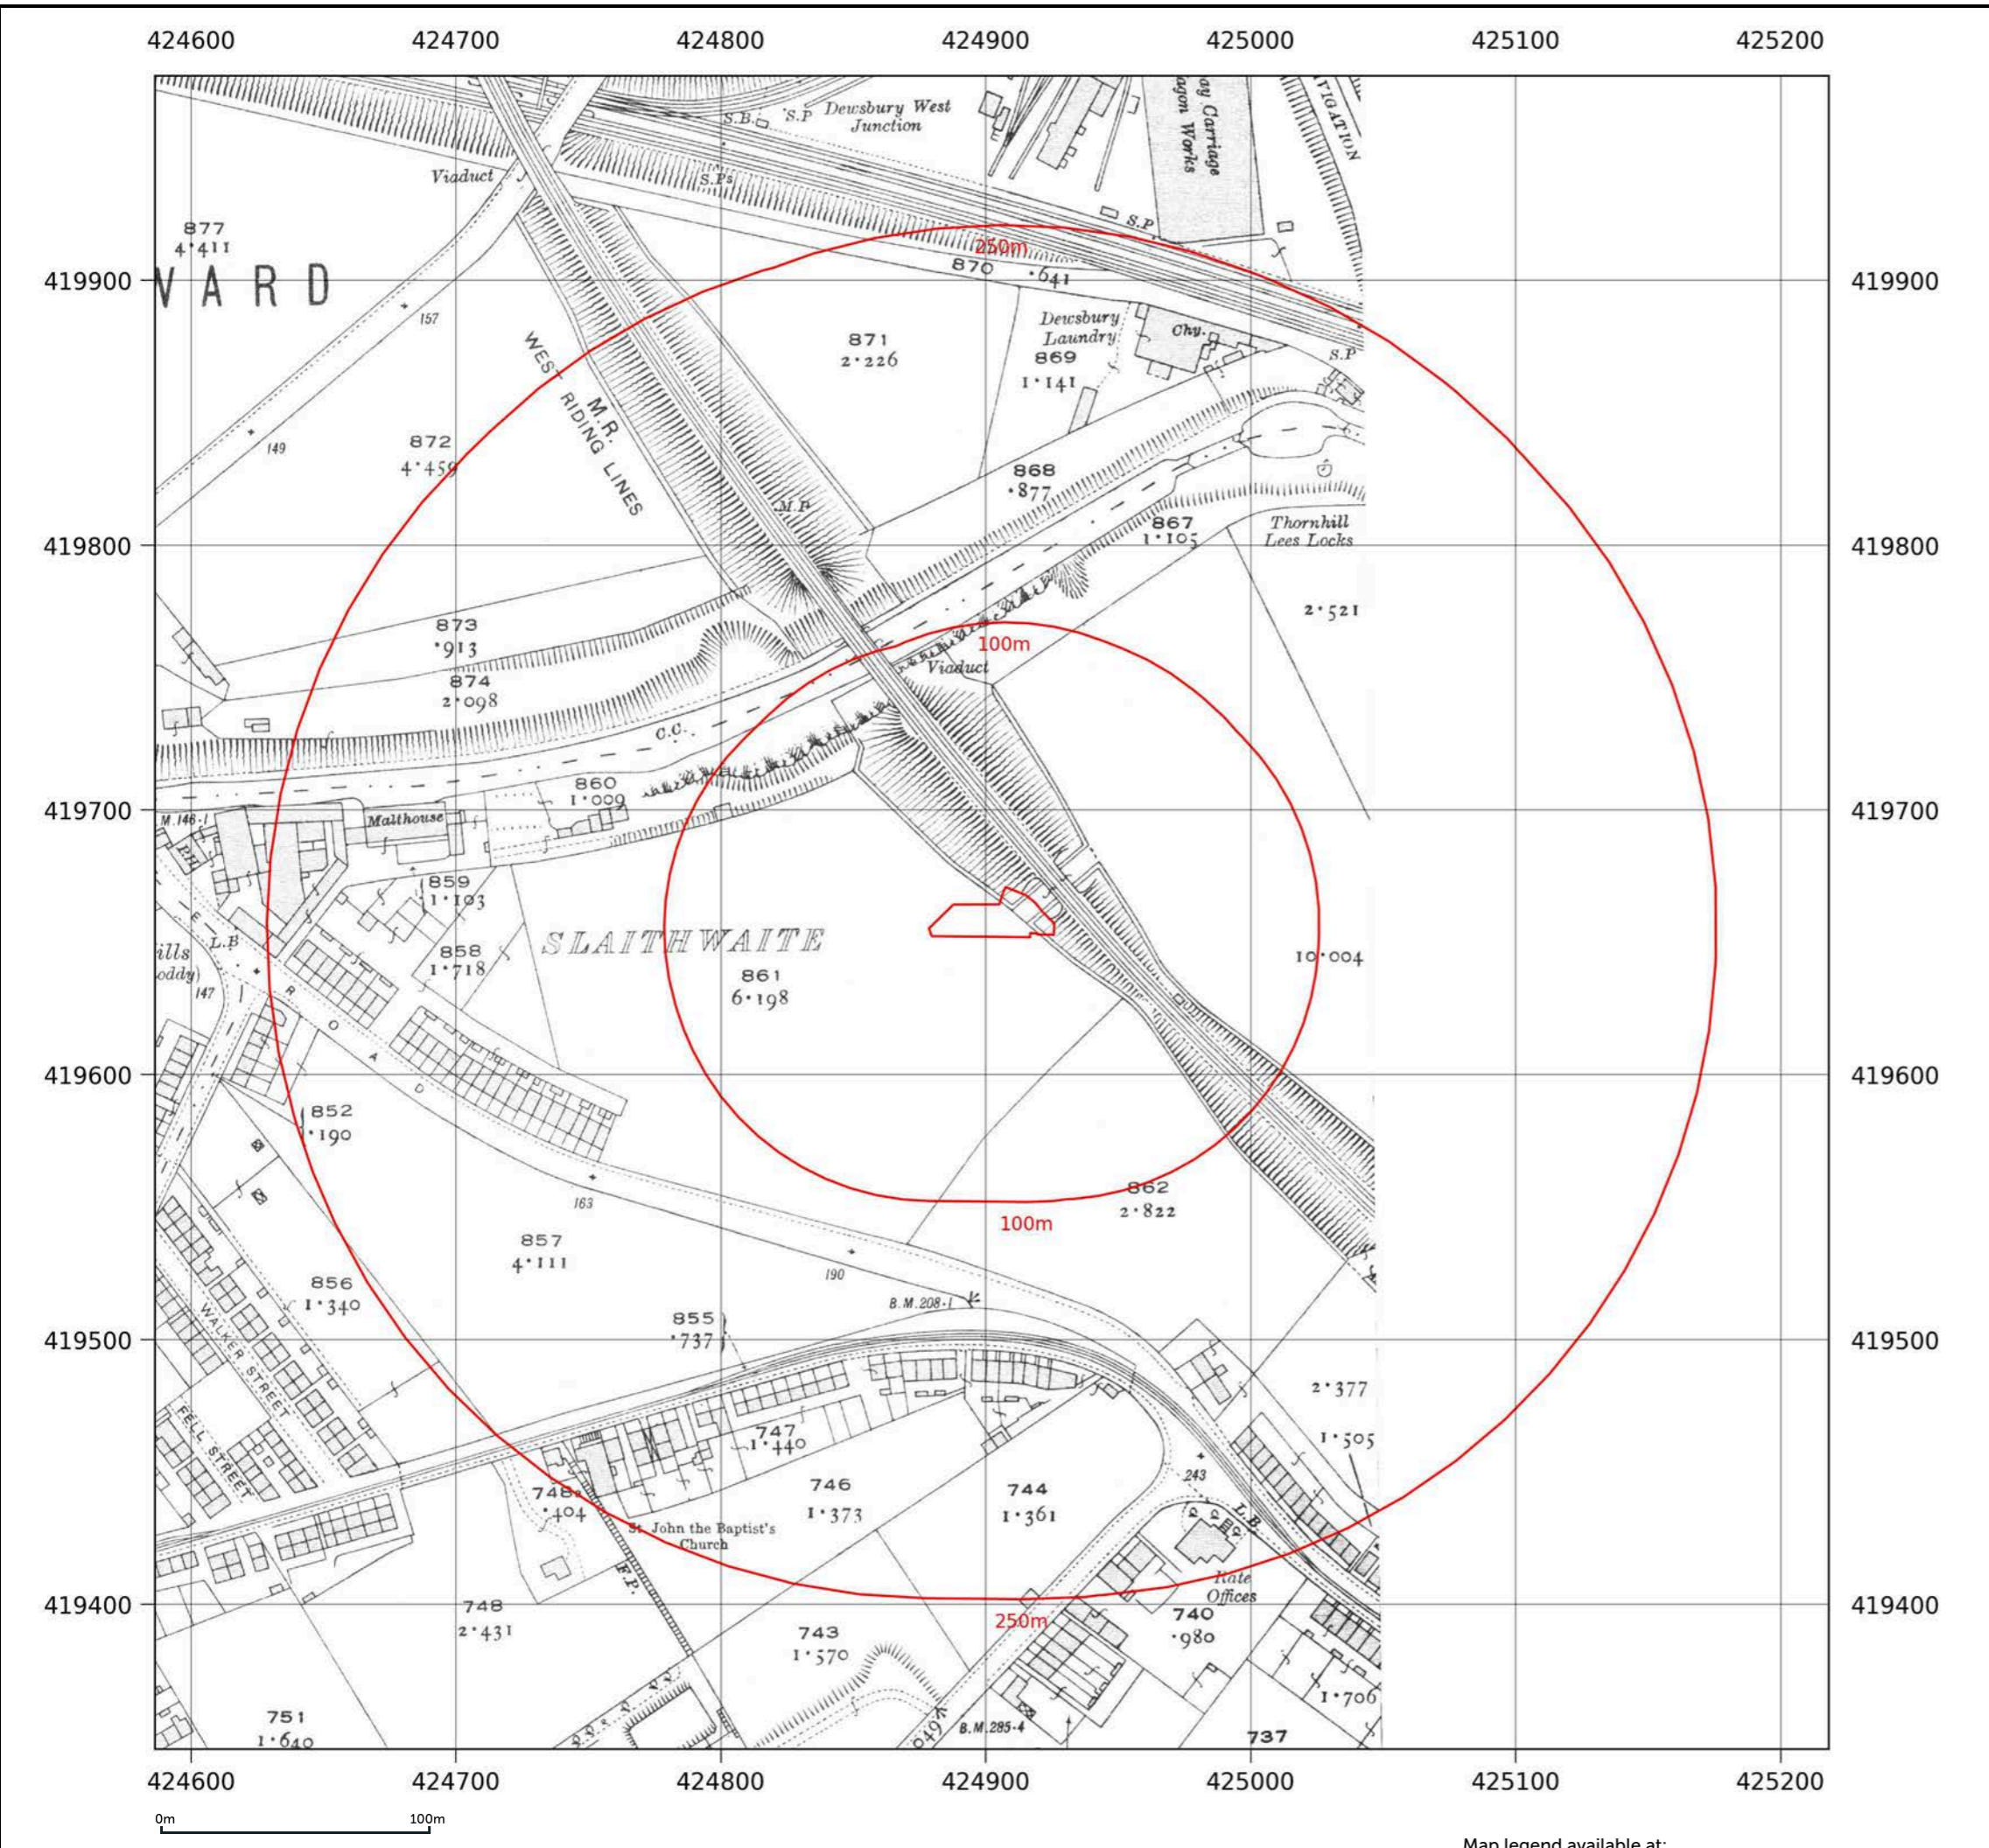 424600 424700 424800 424900 425000 425100 425200
Dewsbury West
Junction
S.B.
S.P
S.Ps
Viaduct
ay Carriage
agon Works
VIGATION
S.P
877
4·411
VARD
419900
419900
250m
870
·641
157
WEST RIDING LINES
M.R.
871
2·226
Dewsbury
Laundry
869
1·141
Chy.
S.P
872
4·459
149
868
·877
M.P
867
1·105
Thornhill
Lees Locks
419800
419800
2·521
873
·913
874
2·098
100m
Viaduct
C.C.
860
1·009
419700
419700
M.146·1
Malthouse
P.H.
859
1·103
L.B
SLAITHWAITE
858
1·718
ills
oddy)
147
861
6·198
10·004
ROAD
419600
419600
852
·190
163
862
2·822
100m
857
4·111
190
856
1·340
B.M.208·1
855
·737
WALKER STREET
419500
419500
2·377
FELL STREET
747
1·440
1·505
243
746
1·373
744
1·361
748a
·404
St. John the Baptist's
Church
L.B
F.P.
Rate
Offices
419400
419400
250m
748
2·431
743
1·570
740
·980
1·706
751
1·640
B.M.285·4
737
424600 424700 424800 424900 425000 425100 425200
0m 100m
Map legend available at: